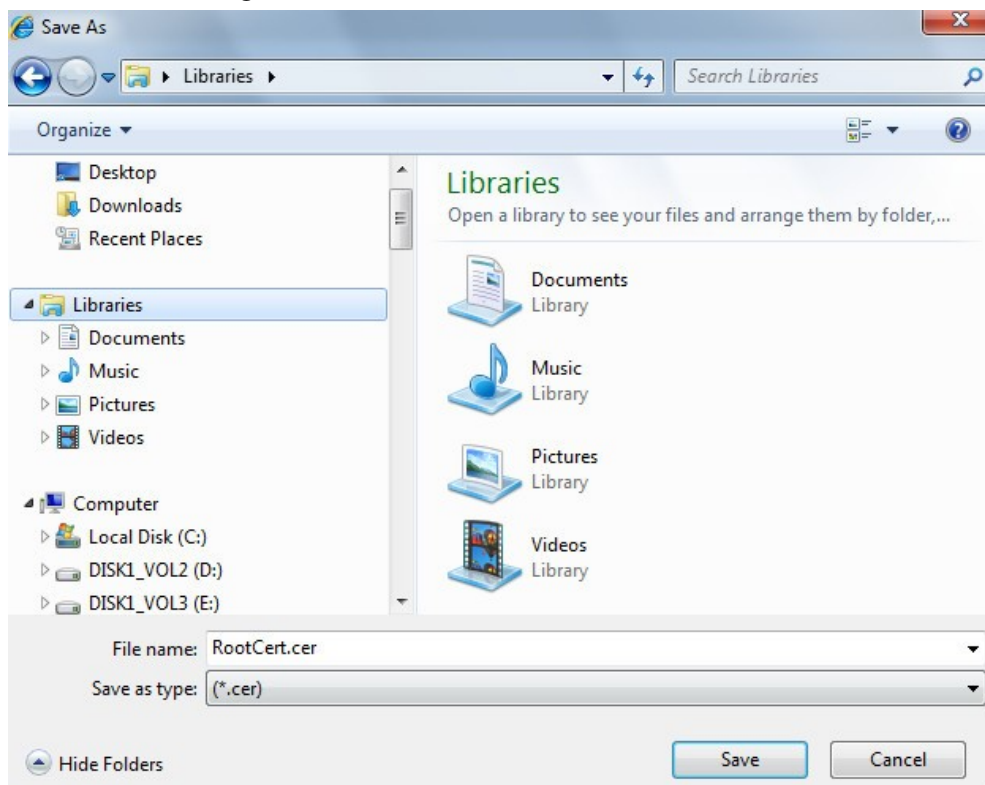 Save As
Libraries
Search Libraries
Organize
Desktop
Downloads
Recent Places
Libraries
Documents
Music
Pictures
Videos
Computer
Local Disk (C:)
DISK1_VOL2 (D:)
DISK1_VOL3 (E:)
Libraries
Open a library to see your files and arrange them by folder,...
Documents
Library
Music
Library
Pictures
Library
Videos
Library
File name: RootCert.cer
Save as type: (*.cer)
Hide Folders
Save
Cancel